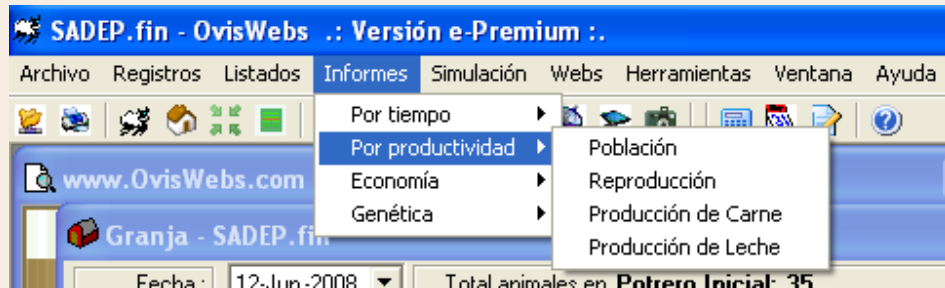 SADEP.fin - OvisWebs .: Versión e-Premium :.
Archivo Registros Listados Informes Simulación Webs Herramientas Ventana Ayuda
Por tiempo
Por productividad
Economía
Genética
Población
Reproducción
Producción de Carne
Producción de Leche
www.OvisWebs.com
Granja - SADEP.fin
Fecha : 12-Jun-2008 Total animales en Potrero Inicial: 35